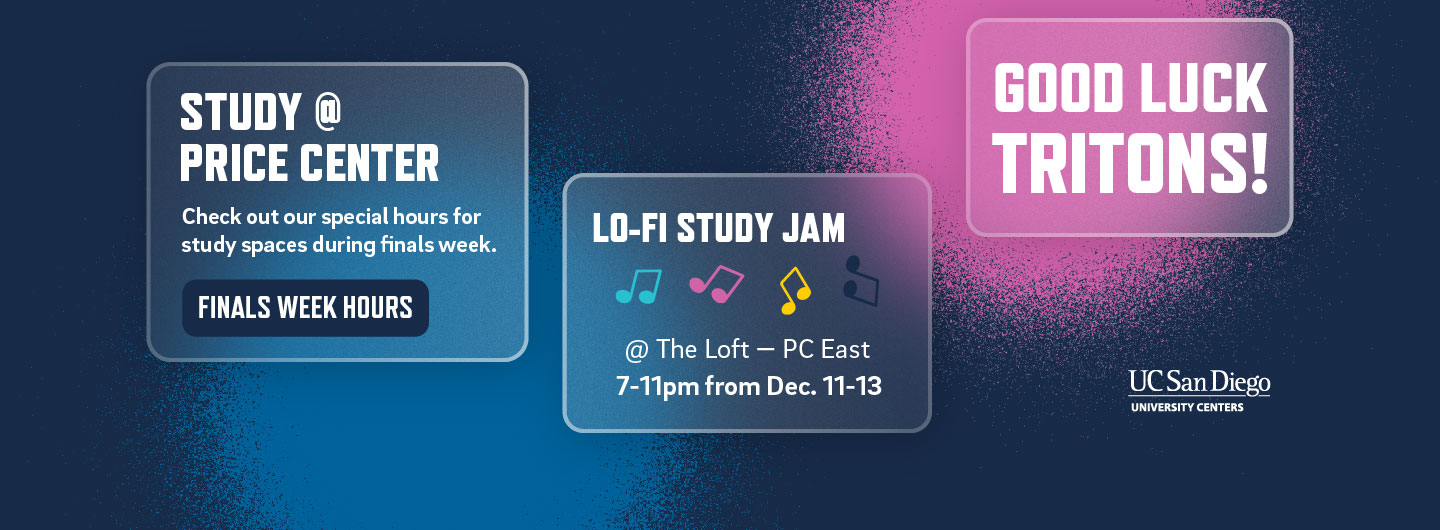 STUDY @
PRICE CENTER
Check out our special hours for
study spaces during finals week.
FINALS WEEK HOURS
LO-FI STUDY JAM
@ The Loft — PC East
7-11pm from Dec. 11-13
GOOD LUCK
TRITONS!
UC San Diego
UNIVERSITY CENTERS